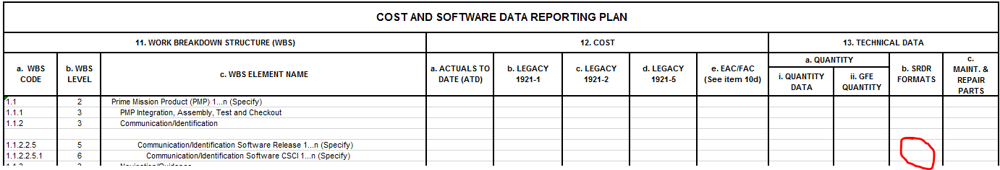 COST AND SOFTWARE DATA REPORTING PLAN
11. WORK BREAKDOWN STRUCTURE (WBS)
12. COST
13. TECHNICAL DATA
a. WBS
CODE
b. WBS
LEVEL
c. WBS ELEMENT NAME
a. ACTUALS TO
DATE (ATD)
b. LEGACY
1921-1
c. LEGACY
1921-2
d. LEGACY
1921-5
e. EAC/FAC
(See item 10d)
a. QUANTITY
i. QUANTITY
DATA
ii. GFE
QUANTITY
b. SRDR
FORMATS
c.
MAINT. &
REPAIR
PARTS
1.1 2 Prime Mission Product (PMP) 1...n (Specify)
1.1.1 3 PMP Integration, Assembly, Test and Checkout
1.1.2 3 Communication/Identification
1.1.2.2.5 5 Communication/Identification Software Release 1...n (Specify)
1.1.2.2.5.1 6 Communication/Identification Software CSCI 1...n (Specify)